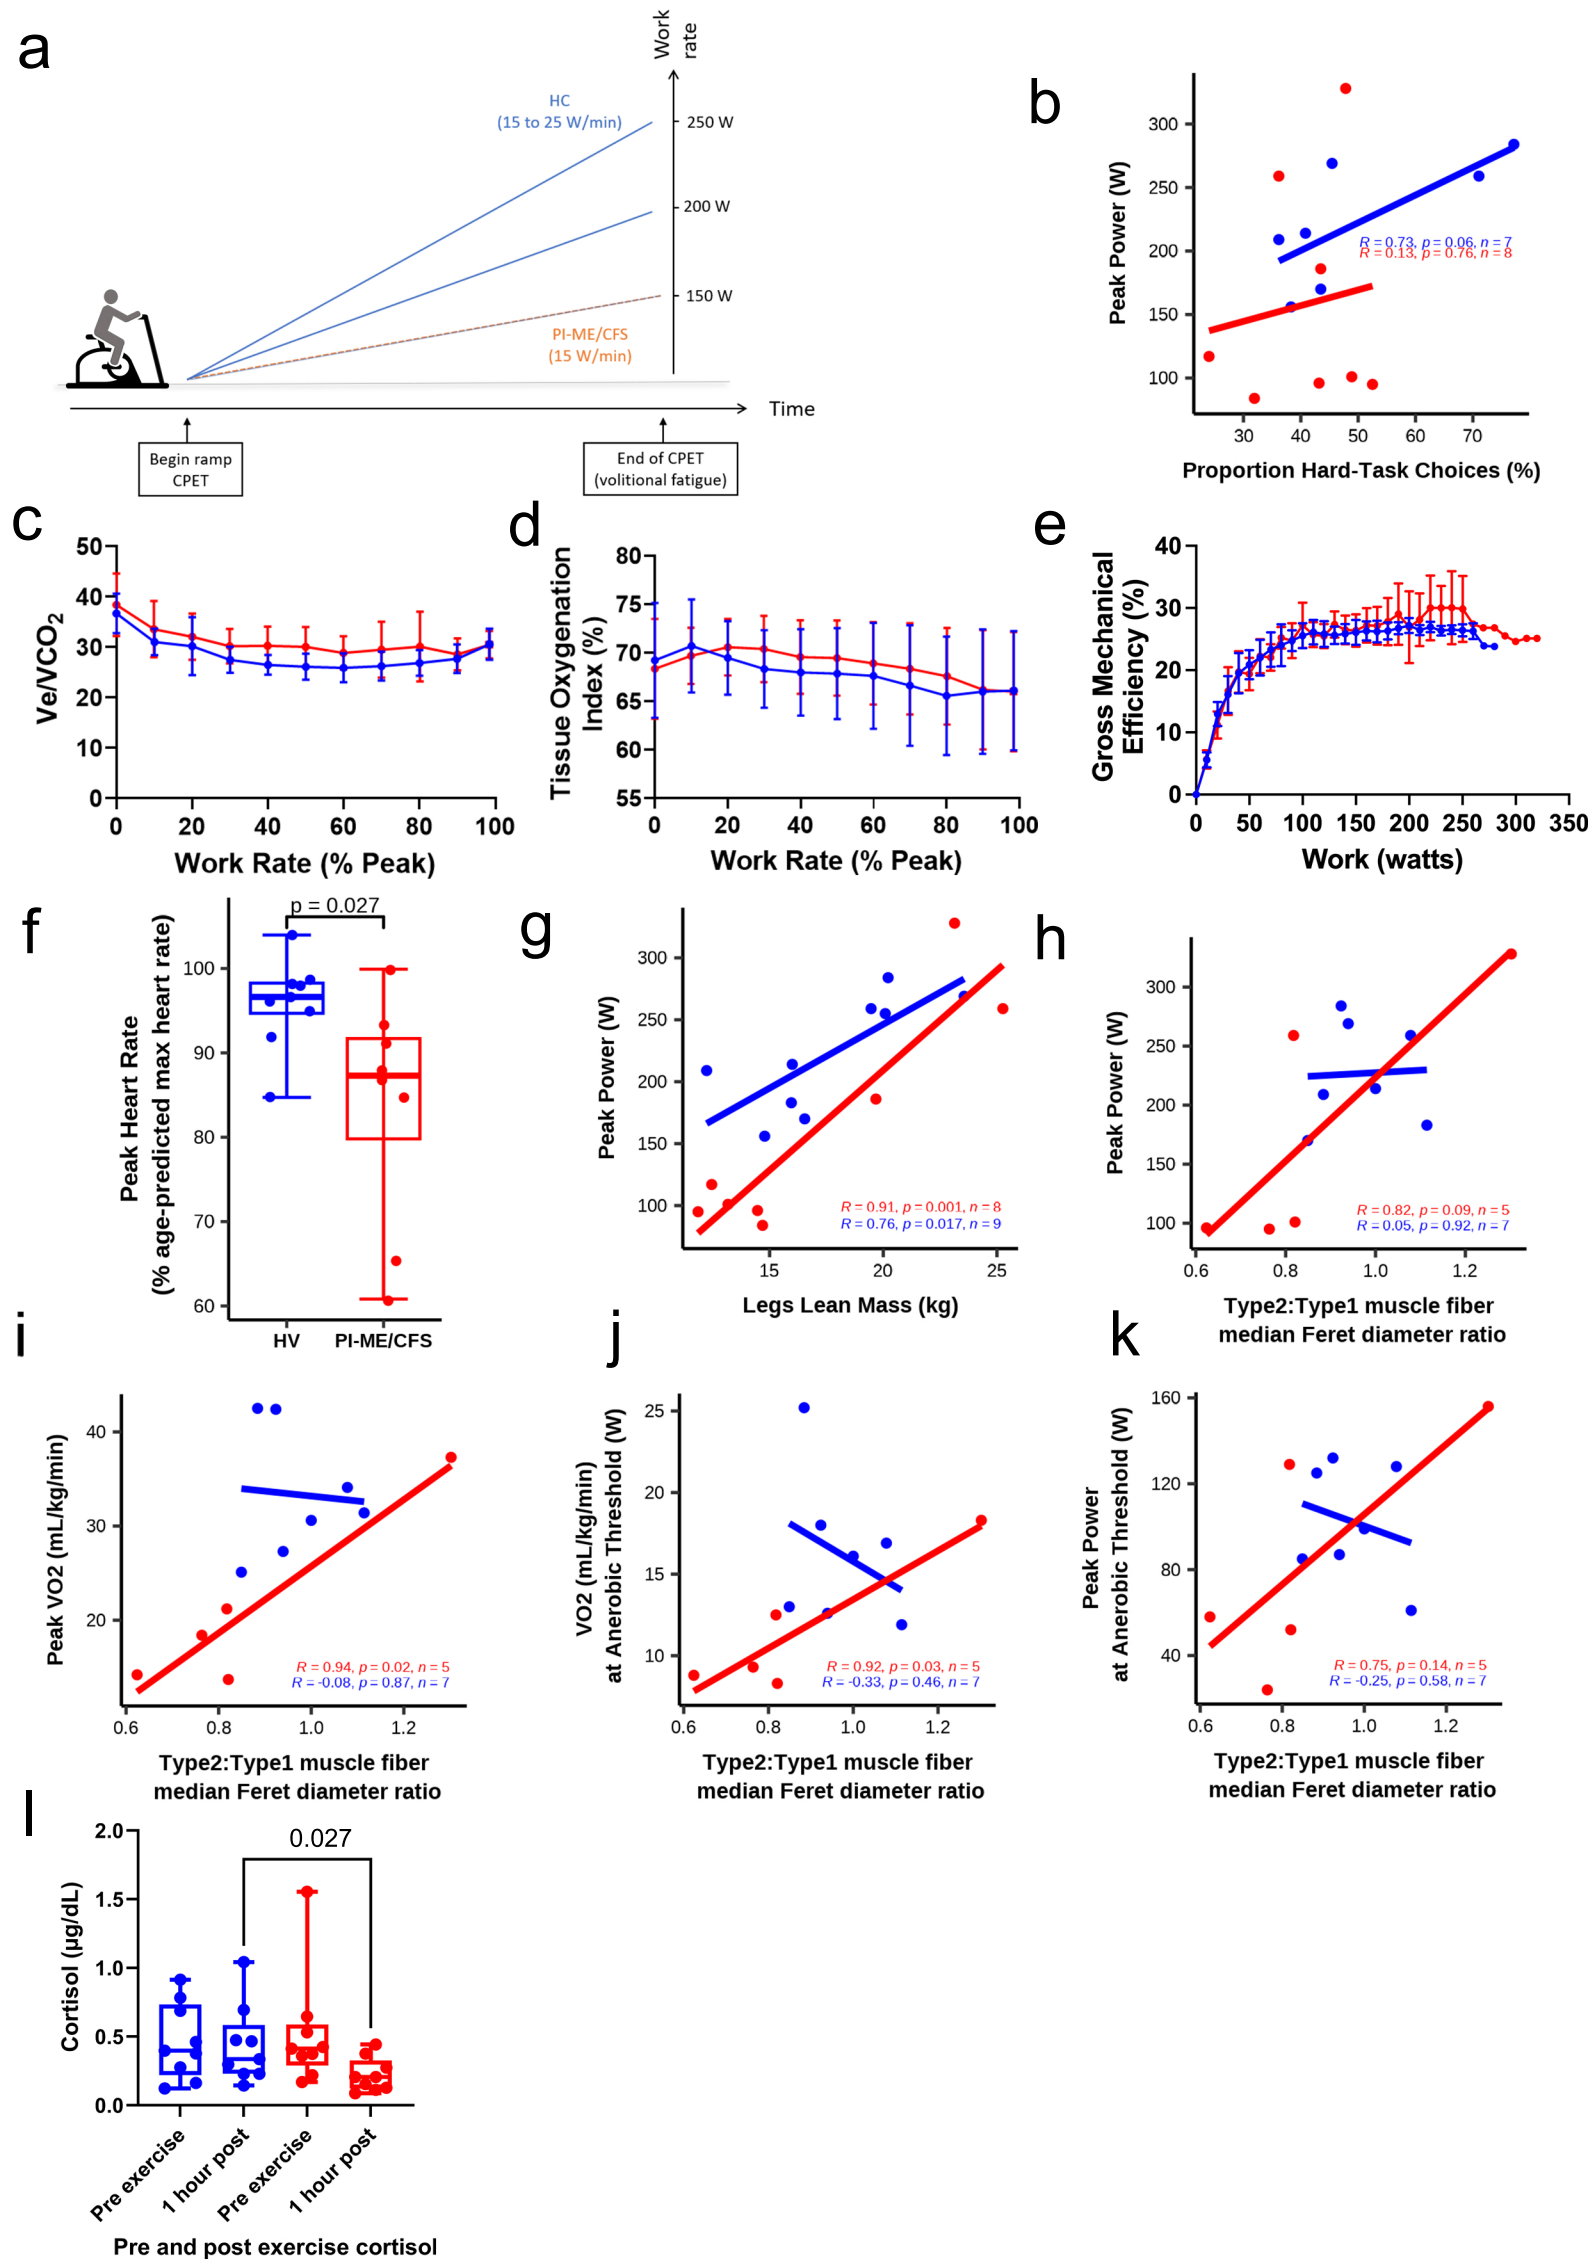 a
Work
rate
HC
(15 to 25 W/min)
250 W
200 W
150 W
PI-ME/CFS
(15 W/min)
Time
Begin ramp
CPET
End of CPET
(volitional fatigue)
b
Peak Power (W)
300
250
200
150
100
R = 0.73, p = 0.06, n = 7
R = 0.13, p = 0.76, n = 8
30 40 50 60 70
Proportion Hard-Task Choices (%)
c
Ve/VCO2
50
40
30
20
10
0
0 20 40 60 80 100
Work Rate (% Peak)
d
Tissue Oxygenation
Index (%)
80
75
70
65
60
55
0 20 40 60 80 100
Work Rate (% Peak)
e
Gross Mechanical
Efficiency (%)
40
30
20
10
0
0 50 100 150 200 250 300 350
Work (watts)
f
Peak Heart Rate
(% age-predicted max heart rate)
p = 0.027
100
90
80
70
60
HV PI-ME/CFS
g
Peak Power (W)
300
250
200
150
100
R = 0.91, p = 0.001, n = 8
R = 0.76, p = 0.017, n = 9
15 20 25
Legs Lean Mass (kg)
h
Peak Power (W)
300
250
200
150
100
R = 0.82, p = 0.09, n = 5
R = 0.05, p = 0.92, n = 7
0.6 0.8 1.0 1.2
Type2:Type1 muscle fiber
median Feret diameter ratio
i
Peak VO2 (mL/kg/min)
40
30
20
R = 0.94, p = 0.02, n = 5
R = -0.08, p = 0.87, n = 7
0.6 0.8 1.0 1.2
Type2:Type1 muscle fiber
median Feret diameter ratio
j
VO2 (mL/kg/min)
at Anerobic Threshold (W)
25
20
15
10
R = 0.92, p = 0.03, n = 5
R = -0.33, p = 0.46, n = 7
0.6 0.8 1.0 1.2
Type2:Type1 muscle fiber
median Feret diameter ratio
k
Peak Power
at Anerobic Threshold (W)
160
120
80
40
R = 0.75, p = 0.14, n = 5
R = -0.25, p = 0.58, n = 7
0.6 0.8 1.0 1.2
Type2:Type1 muscle fiber
median Feret diameter ratio
l
Cortisol (µg/dL)
0.027
2.0
1.5
1.0
0.5
0.0
Pre exercise
1 hour post
Pre exercise
1 hour post
Pre and post exercise cortisol